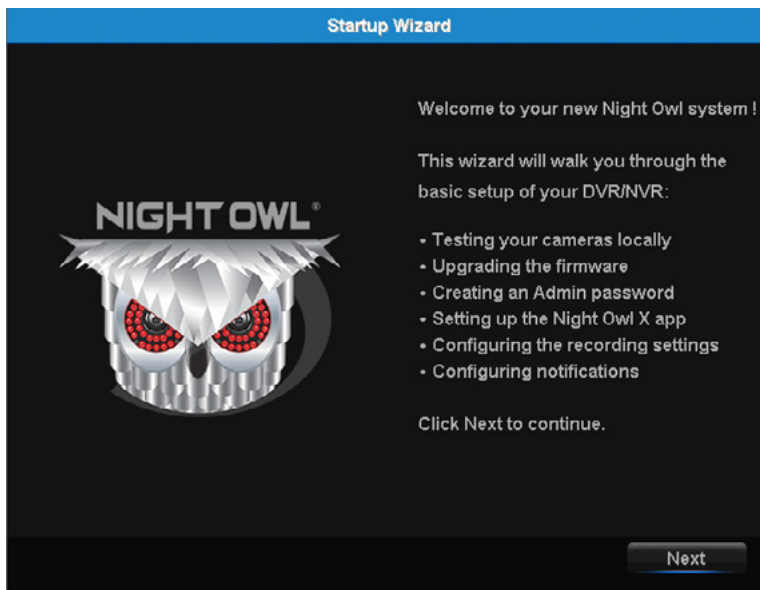 Startup Wizard
Welcome to your new Night Owl system !
This wizard will walk you through the
basic setup of your DVR/NVR:
NIGHT OWL®
• Testing your cameras locally
• Upgrading the firmware
• Creating an Admin password
• Setting up the Night Owl X app
• Configuring the recording settings
• Configuring notifications
Click Next to continue.
Next